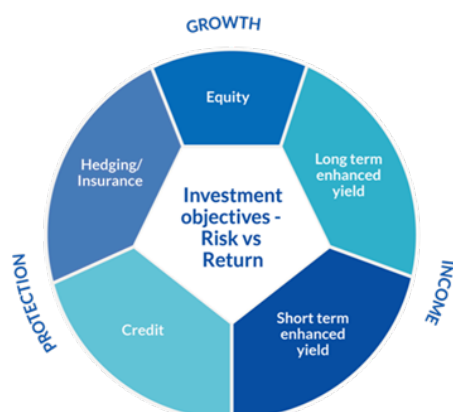 GROWTH
Equity
Hedging/
Insurance
Long term
enhanced
yield
Investment
objectives -
Risk vs
Return
PROTECTION
INCOME
Credit
Short term
enhanced
yield